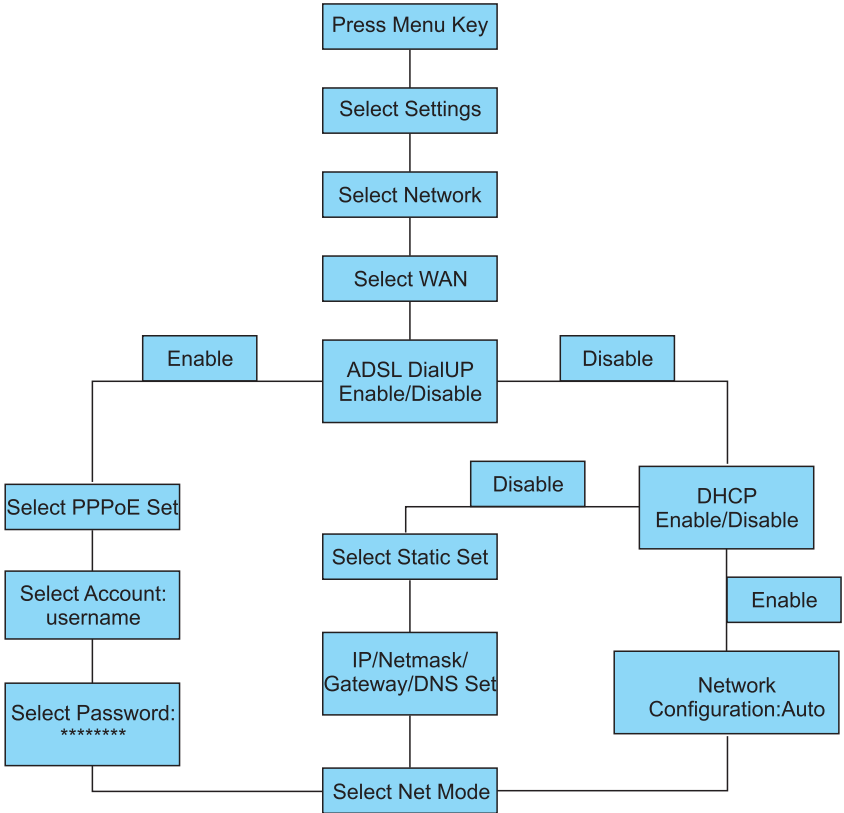 Press Menu Key
Select Settings
Select Network
Select WAN
Enable
ADSL DialUP
Enable/Disable
Disable
Select PPPoE Set
Select Account:
username
Select Password:
********
Disable
DHCP
Enable/Disable
Select Static Set
IP/Netmask/
Gateway/DNS Set
Enable
Network
Configuration:Auto
Select Net Mode